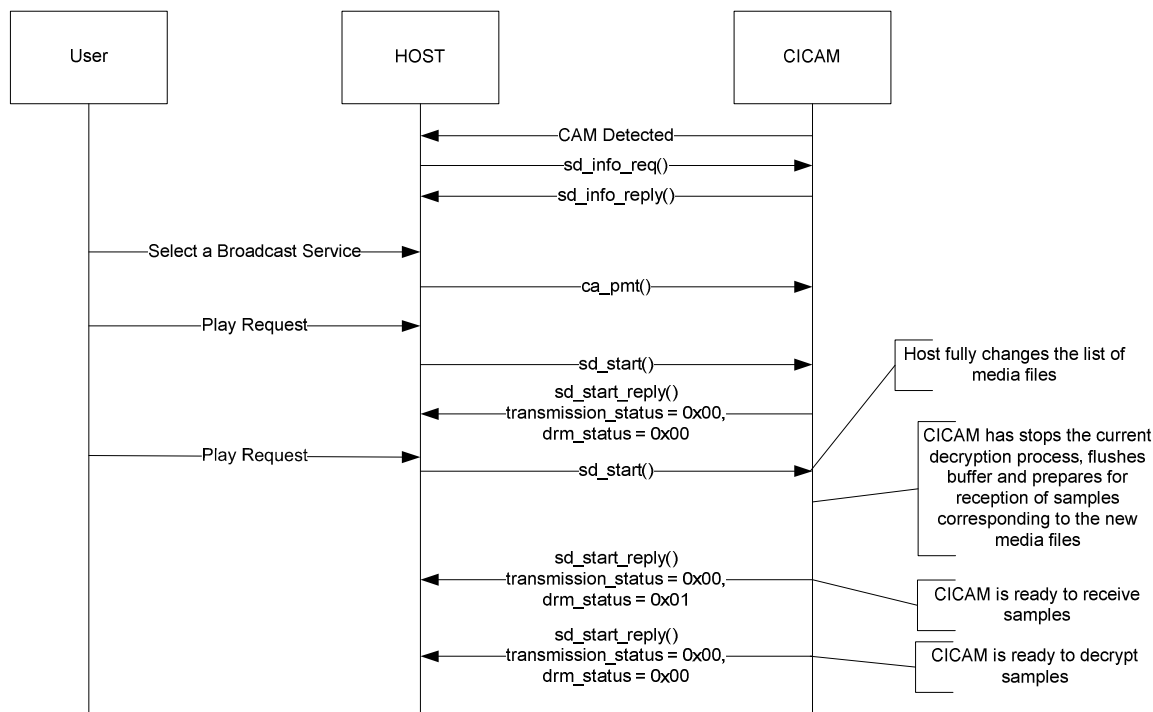 User
HOST
CICAM
CAM Detected
sd_info_req()
sd_info_reply()
Select a Broadcast Service
ca_pmt()
Play Request
Host fully changes the list of
media files
sd_start()
sd_start_reply()
transmission_status = 0x00,
drm_status = 0x00
CICAM has stops the current
decryption process, flushes
buffer and prepares for
reception of samples
corresponding to the new
media files
Play Request
sd_start()
sd_start_reply()
transmission_status = 0x00,
drm_status = 0x01
CICAM is ready to receive
samples
sd_start_reply()
transmission_status = 0x00,
drm_status = 0x00
CICAM is ready to decrypt
samples